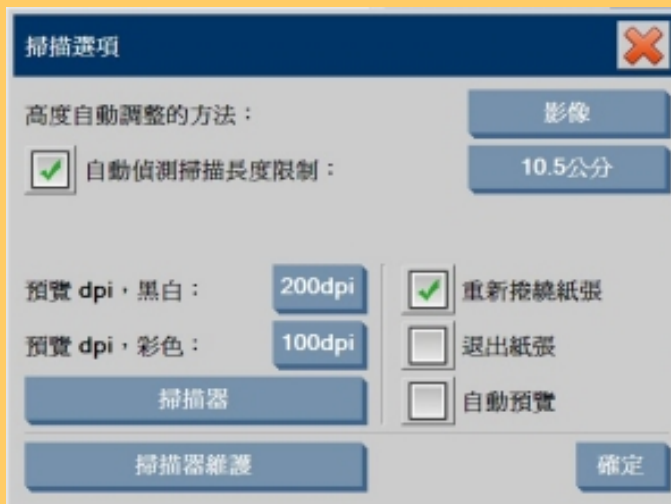 掃描選項
高度自動調整的方法：
影像
自動偵測掃描長度限制：
10.5公分
預覽 dpi，黑白：
200dpi
重新捲繞紙張
預覽 dpi，彩色：
100dpi
退出紙張
掃描器
自動預覽
掃描器維護
確定